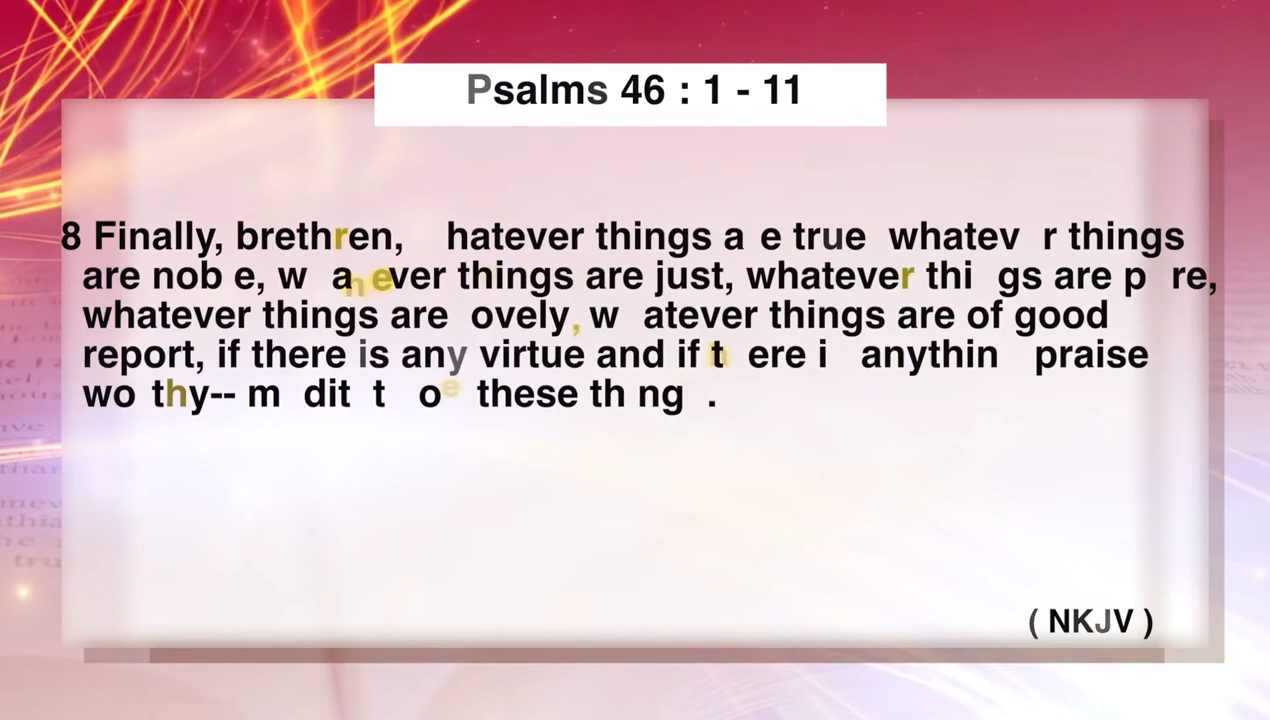 Psalms 46 : 1 - 11
8 Finally, brethren, hatever things a e true whatev r things
are nob e, w a n ever things are just, whatever thi gs are p re,
whatever things are ovely, w atever things are of good
report, if there is any virtue and if t ere i anythin praise
wo thy-- m dit t o e these th ng .
( NKJV )